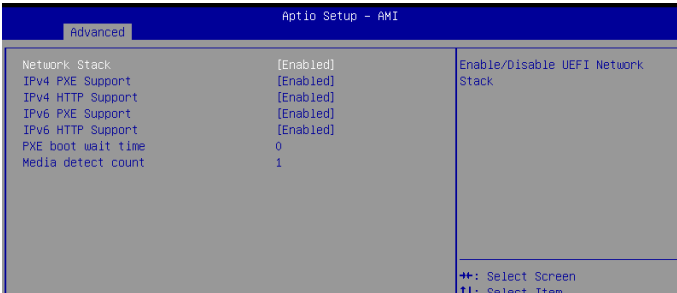 Aptio Setup – AMI
Advanced
Network Stack [Enabled]
IPv4 PXE Support [Enabled]
IPv4 HTTP Support [Enabled]
IPv6 PXE Support [Enabled]
IPv6 HTTP Support [Enabled]
PXE boot wait time 0
Media detect count 1
Enable/Disable UEFI Network
Stack
→←: Select Screen
↑↓: Select Item